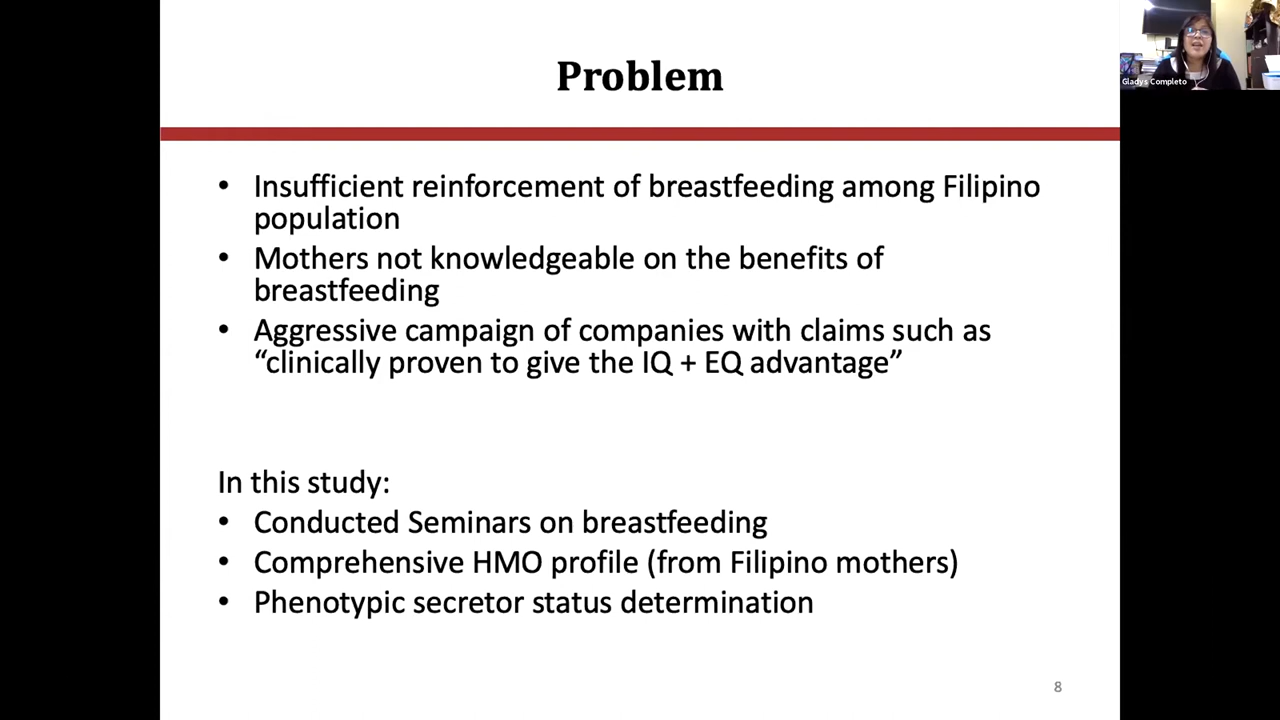 Problem
• Insufficient reinforcement of breastfeeding among Filipino
population
• Mothers not knowledgeable on the benefits of
breastfeeding
• Aggressive campaign of companies with claims such as
“clinically proven to give the IQ + EQ advantage”
In this study:
• Conducted Seminars on breastfeeding
• Comprehensive HMO profile (from Filipino mothers)
• Phenotypic secretor status determination
8
Gladys Completo